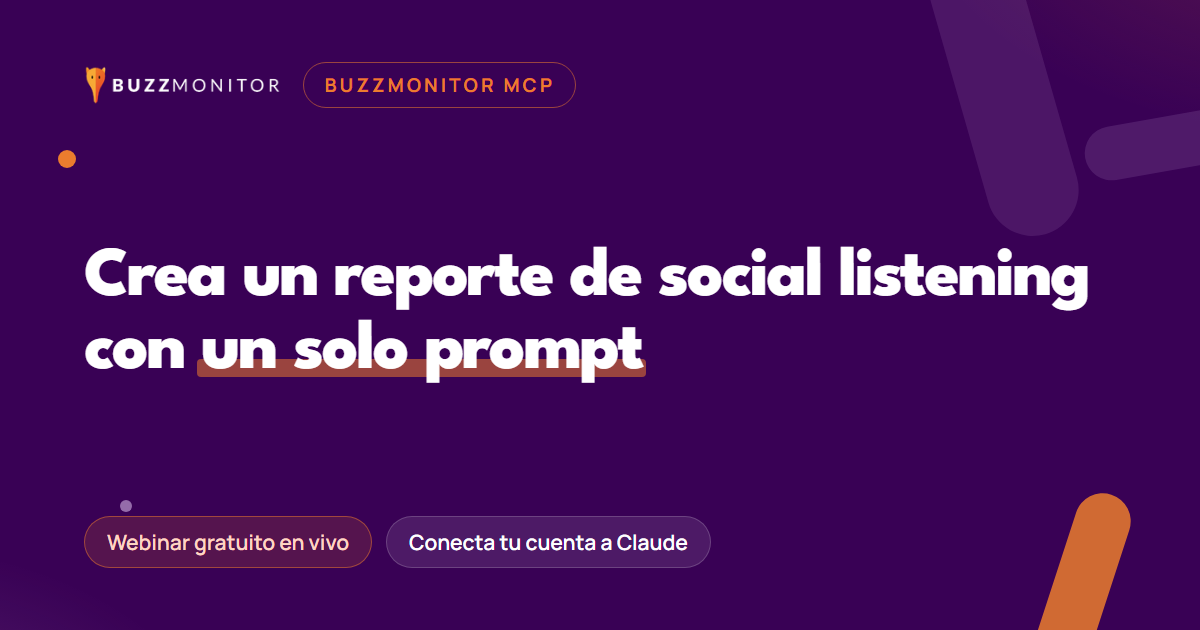 BUZZMONITOR
BUZZMONITOR MCP
Crea un reporte de social listening
con un solo prompt
Webinar gratuito en vivo
Conecta tu cuenta a Claude